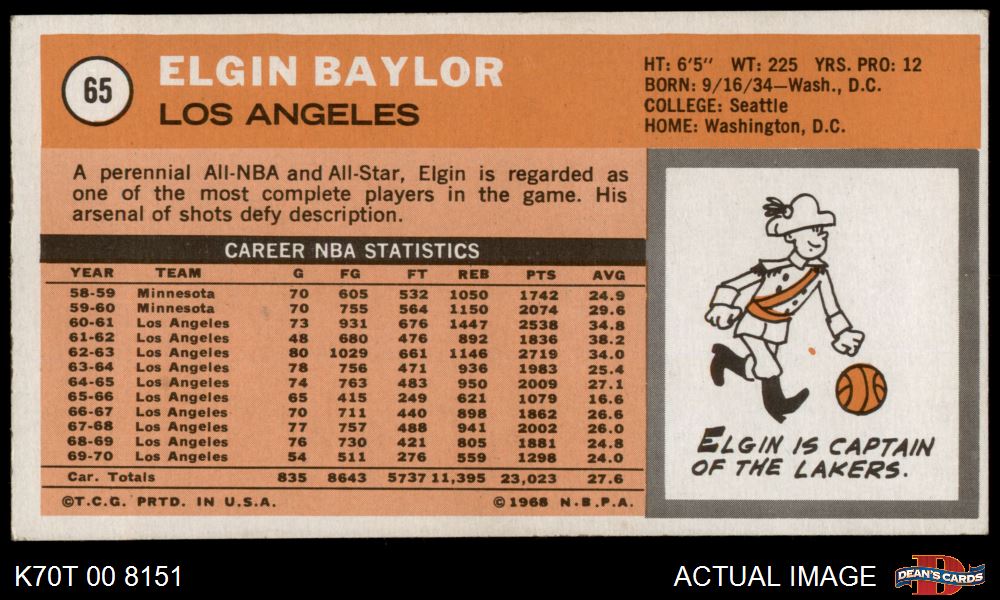 65
ELGIN BAYLOR
LOS ANGELES
HT: 6'5" WT: 225 YRS. PRO: 12
BORN: 9/16/34—Wash., D.C.
COLLEGE: Seattle
HOME: Washington, D.C.
A perennial All-NBA and All-Star, Elgin is regarded as
one of the most complete players in the game. His
arsenal of shots defy description.
CAREER NBA STATISTICS
YEAR TEAM G FG FT REB PTS AVG
58-59 Minnesota 70 605 532 1050 1742 24.9
59-60 Minnesota 70 755 564 1150 2074 29.6
60-61 Los Angeles 73 931 676 1447 2538 34.8
61-62 Los Angeles 48 680 476 892 1836 38.2
62-63 Los Angeles 80 1029 661 1146 2719 34.0
63-64 Los Angeles 78 756 471 936 1983 25.4
64-65 Los Angeles 74 763 483 950 2009 27.1
65-66 Los Angeles 65 415 249 621 1079 16.6
66-67 Los Angeles 70 711 440 898 1862 26.6
67-68 Los Angeles 77 757 488 941 2002 26.0
68-69 Los Angeles 76 730 421 805 1881 24.8
69-70 Los Angeles 54 511 276 559 1298 24.0
Car. Totals 835 8643 5737 11,395 23,023 27.6
©T.C.G. PRTD. IN U.S.A. ©1968 N.B.P.A.
ELGIN IS CAPTAIN
OF THE LAKERS.
K70T 00 8151
ACTUAL IMAGE
D
DEAN'S CARDS